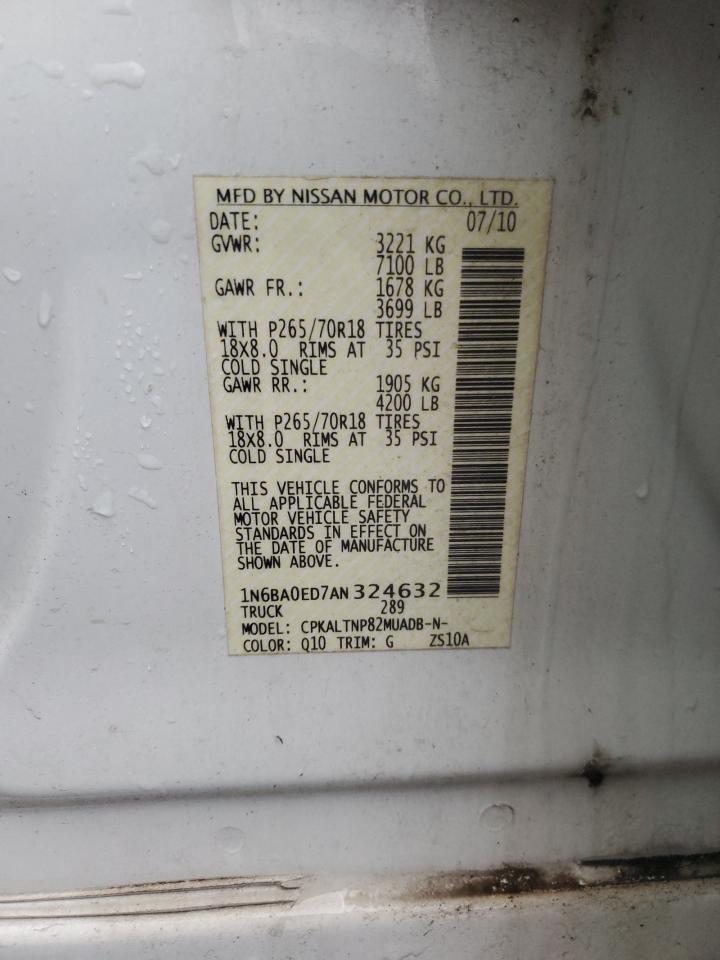 MFD BY NISSAN MOTOR CO., LTD.
DATE: 07/10
GVWR: 3221 KG
7100 LB
GAWR FR.: 1678 KG
3699 LB
WITH P265/70R18 TIRES
18X8.0 RIMS AT 35 PSI
COLD SINGLE
GAWR RR.: 1905 KG
4200 LB
WITH P265/70R18 TIRES
18X8.0 RIMS AT 35 PSI
COLD SINGLE
THIS VEHICLE CONFORMS TO
ALL APPLICABLE FEDERAL
MOTOR VEHICLE SAFETY
STANDARDS IN EFFECT ON
THE DATE OF MANUFACTURE
SHOWN ABOVE.
1N6BA0ED7AN324632
TRUCK 289
MODEL: CPKALTNP82MUADB-N-
COLOR: Q10 TRIM: G ZS10A